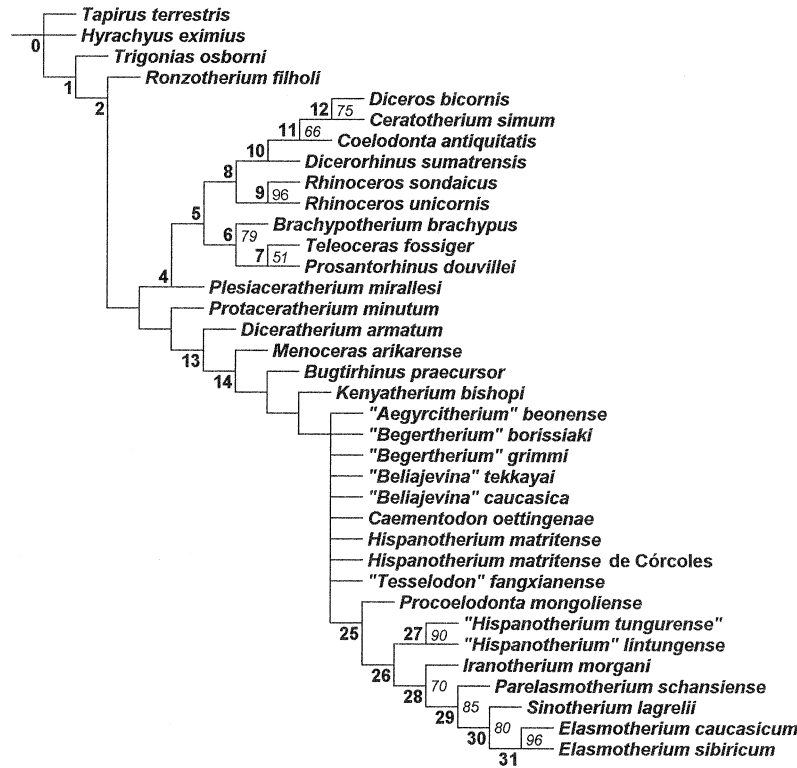 Tapirus terrestris
0 Hyrachyus eximius
Trigonias osborni
1 Ronzotherium filholi
2 Diceros bicornis
12 75
Ceratotherium simum
11 66
Coelodonta antiquitatis
10
Dicerorhinus sumatrensis
8
Rhinoceros sondaicus
9 96
Rhinoceros unicornis
5
Brachypotherium brachypus
6 79
Teleoceras fossiger
7 51
Prosantorhinus douvillei
4
Plesiaceratherium mirallesi
Protaceratherium minutum
Diceratherium armatum
13
Menoceras arikarense
14
Bugtirhinus praecursor
Kenyatherium bishopi
"Aegyrcitherium" beonense
"Begertherium" borissiaki
"Begertherium" grimmi
"Beliajevina" tekkayai
"Beliajevina" caucasica
Caementodon oettingenae
Hispanotherium matritense
Hispanotherium matritense de Córcoles
"Tesselodon" fangxianense
Procoelodonta mongoliense
25
"Hispanotherium tungurense"
27 90
"Hispanotherium" lintungense
26
Iranotherium morgani
28 70
Parelasmotherium schansiense
29 85
Sinotherium lagrelii
30 80
Elasmotherium caucasicum
96
Elasmotherium sibiricum
31